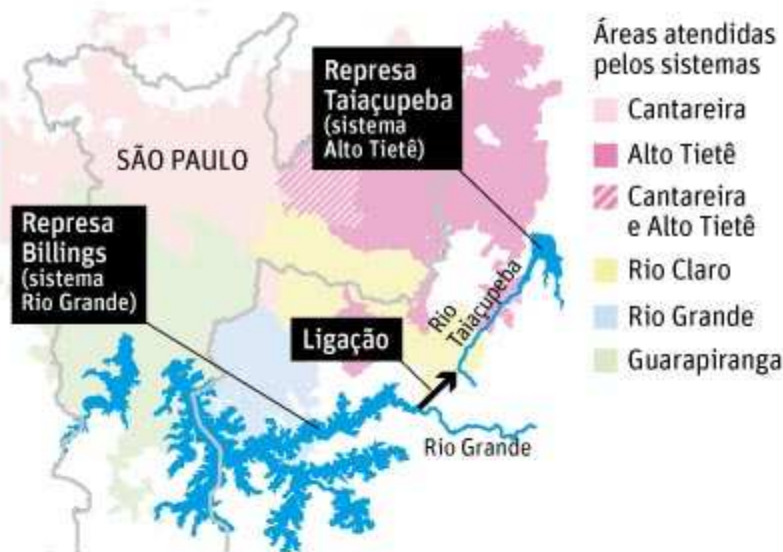 Represa
Taiaçupeba
(sistema
Alto Tietê)
SÃO PAULO
Represa
Billings
(sistema
Rio Grande)
Ligação
Rio
Taiaçupeba
Rio Grande
Áreas atendidas
pelos sistemas
Cantareira
Alto Tietê
Cantareira
e Alto Tietê
Rio Claro
Rio Grande
Guarapiranga